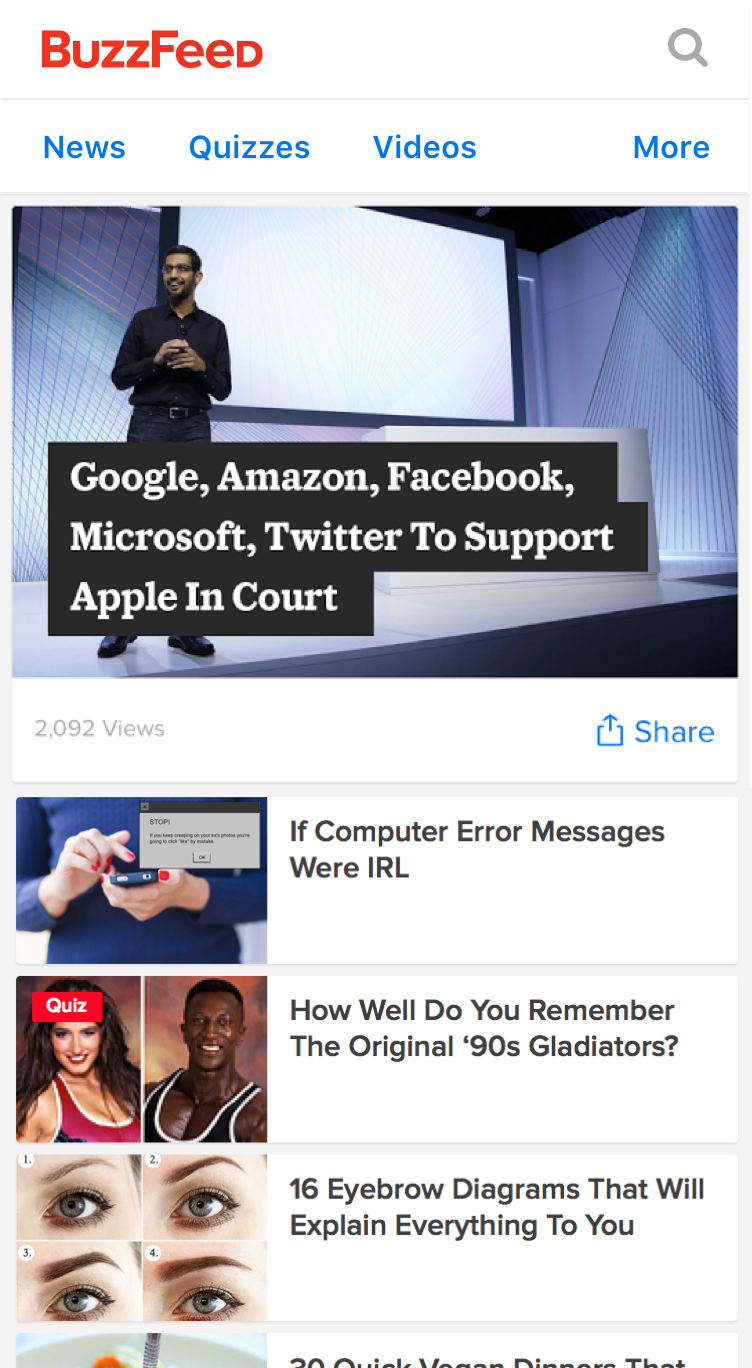 BuzzFeed
News Quizzes Videos More
Google, Amazon, Facebook,
Microsoft, Twitter To Support
Apple In Court
2,092 Views Share
STOP!
If you keep creeping on your ex's photos you're
going to click "like" by mistake.
OK
If Computer Error Messages
Were IRL
Quiz
How Well Do You Remember
The Original ‘90s Gladiators?
1. 2.
3. 4.
16 Eyebrow Diagrams That Will
Explain Everything To You
30 Quick Vegan Dinners That